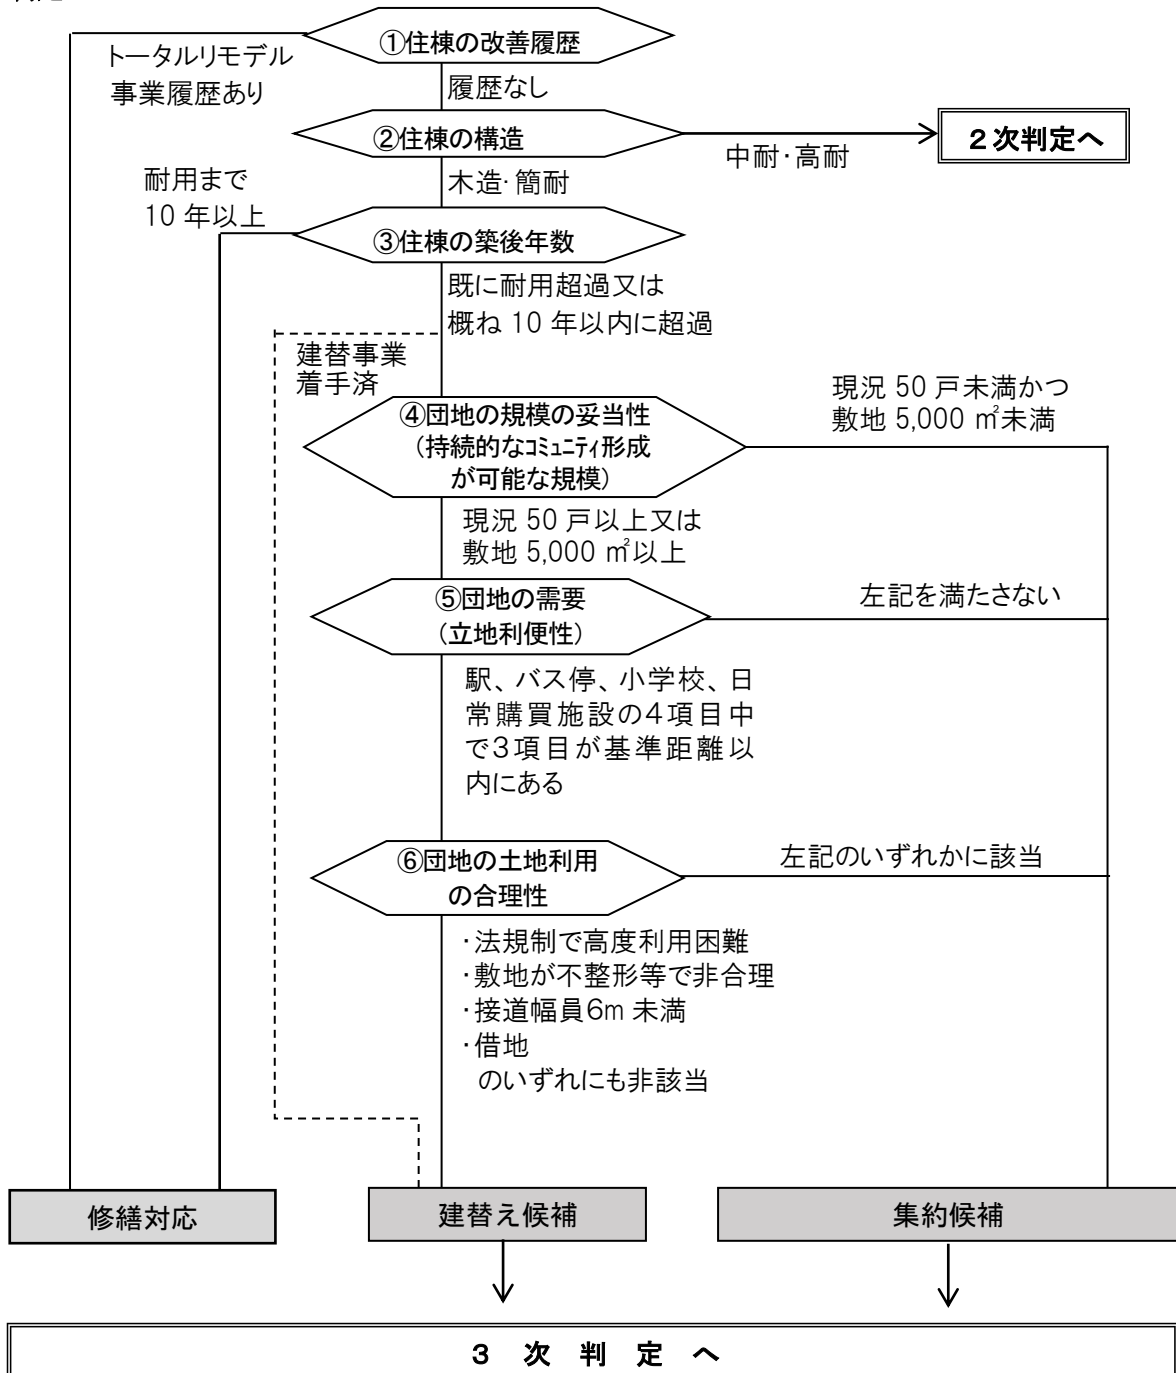 ①住棟の改善履歴
トータルリモデル
事業履歴あり
履歴なし
②住棟の構造
２次判定へ
中耐・高耐
木造・簡耐
耐用まで
10 年以上
③住棟の築後年数
既に耐用超過又は
概ね 10 年以内に超過
建替事業
着手済
現況 50 戸未満かつ
敷地 5,000 ㎡未満
④団地の規模の妥当性
（持続的なｺﾐｭﾆﾃｨ形成
が可能な規模）
現況 50 戸以上又は
敷地 5,000 ㎡以上
⑤団地の需要
（立地利便性）
左記を満たさない
駅、バス停、小学校、日
常購買施設の４項目中
で３項目が基準距離以
内にある
⑥団地の土地利用
の合理性
左記のいずれかに該当
・法規制で高度利用困難
・敷地が不整形等で非合理
・接道幅員６ｍ未満
・借地
のいずれにも非該当
修繕対応
建替え候補
集約候補
３ 次 判 定 へ